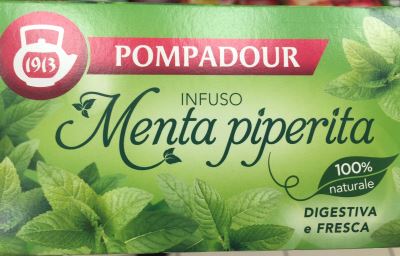 1913
POMPADOUR
INFUSO
Menta piperita
100%
naturale
DIGESTIVA
e FRESCA